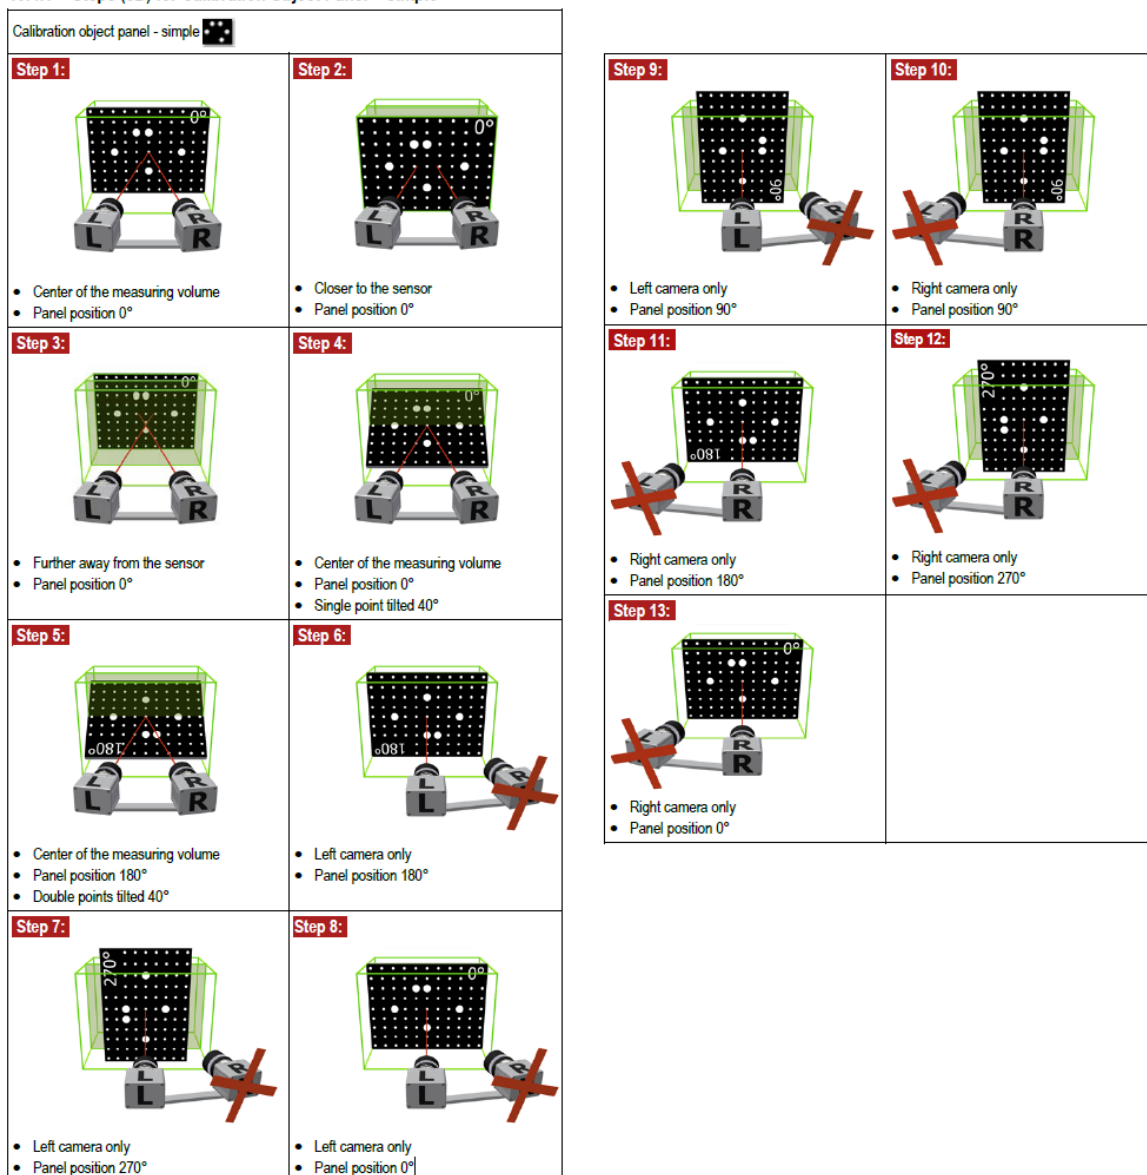 Calibration object panel - simple
Step 1:
0°
L
L
R
R
• Center of the measuring volume
• Panel position 0°
Step 2:
0°
L
L
R
R
• Closer to the sensor
• Panel position 0°
Step 3:
0°
L
L
R
R
• Further away from the sensor
• Panel position 0°
Step 4:
0°
L
L
R
R
• Center of the measuring volume
• Panel position 0°
• Single point tilted 40°
Step 5:
180°
L
L
R
R
• Center of the measuring volume
• Panel position 180°
• Double points tilted 40°
Step 6:
180°
L
L
R
• Left camera only
• Panel position 180°
Step 7:
270°
L
L
R
• Left camera only
• Panel position 270°
Step 8:
0°
L
L
R
• Left camera only
• Panel position 0°
Step 9:
90°
L
L
R
• Left camera only
• Panel position 90°
Step 10:
90°
L
R
R
• Right camera only
• Panel position 90°
Step 11:
180°
L
R
R
• Right camera only
• Panel position 180°
Step 12:
270°
L
R
R
• Right camera only
• Panel position 270°
Step 13:
0°
L
R
R
• Right camera only
• Panel position 0°